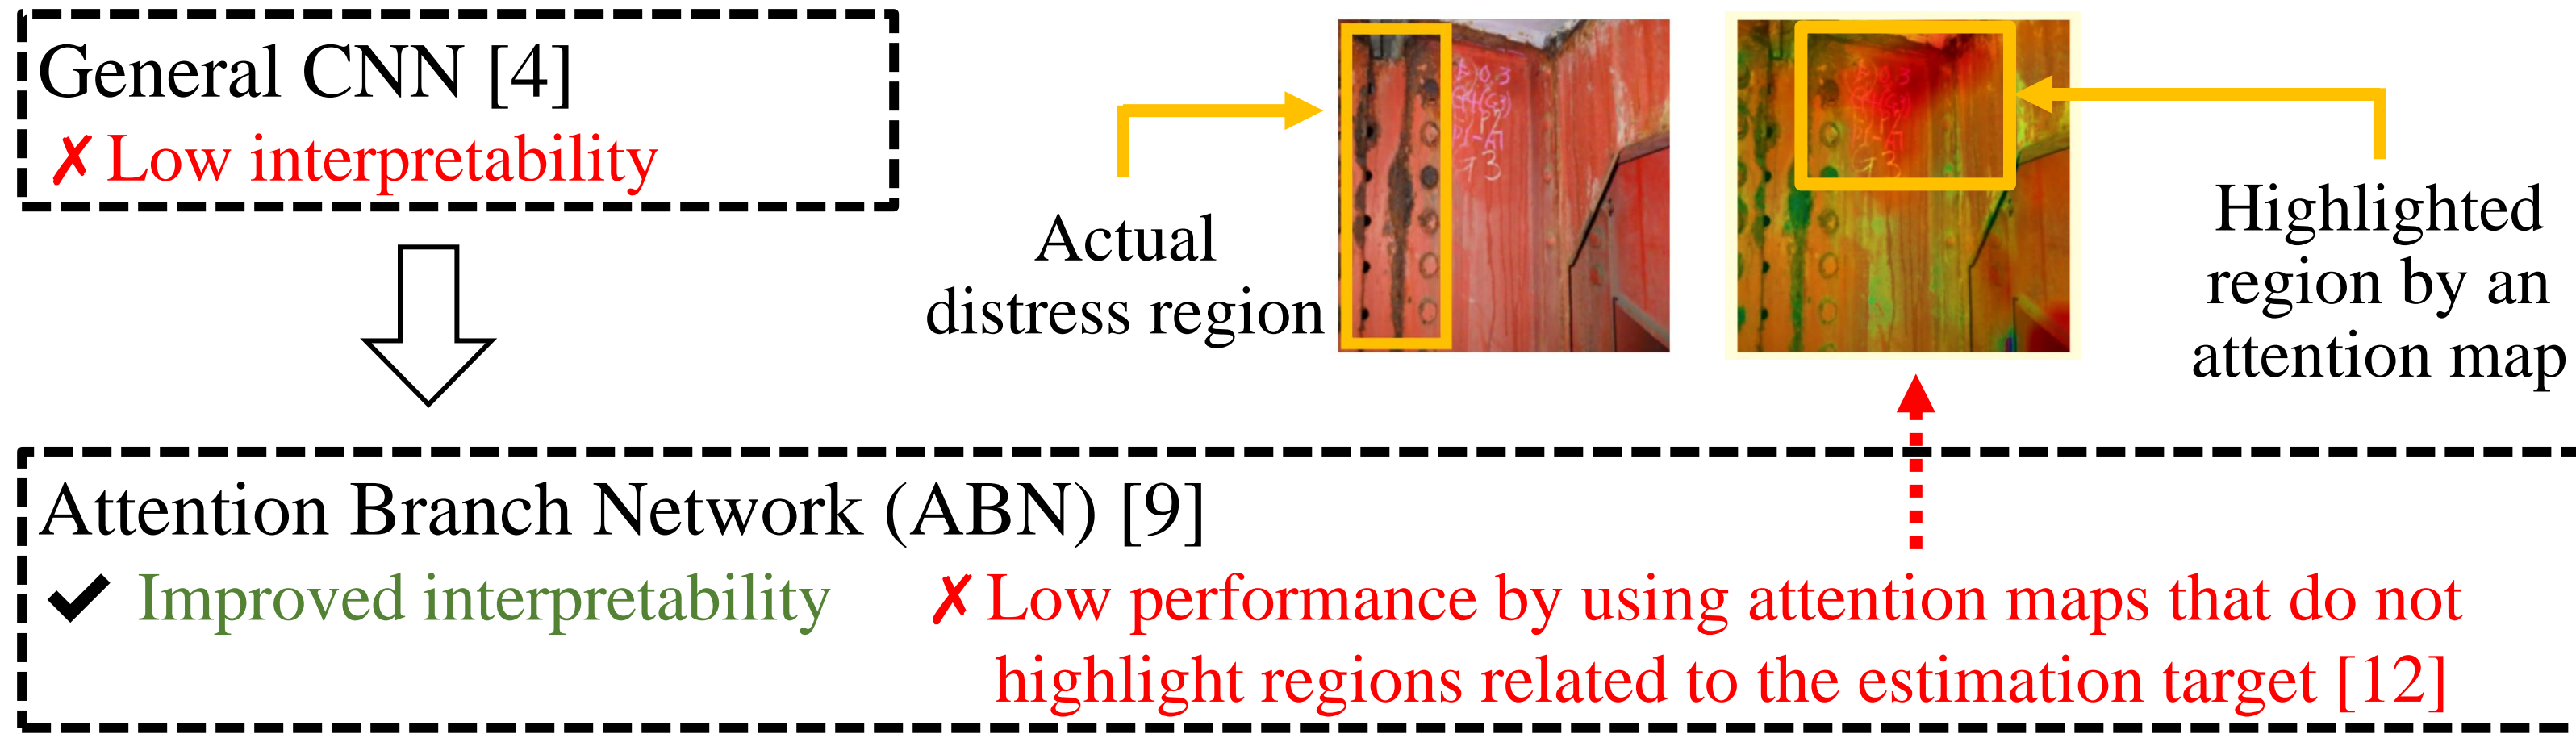 General CNN [4]
✗ Low interpretability
Actual
distress region
Highlighted
region by an
attention map
Attention Branch Network (ABN) [9]
✔ Improved interpretability
✗ Low performance by using attention maps that do not
highlight regions related to the estimation target [12]